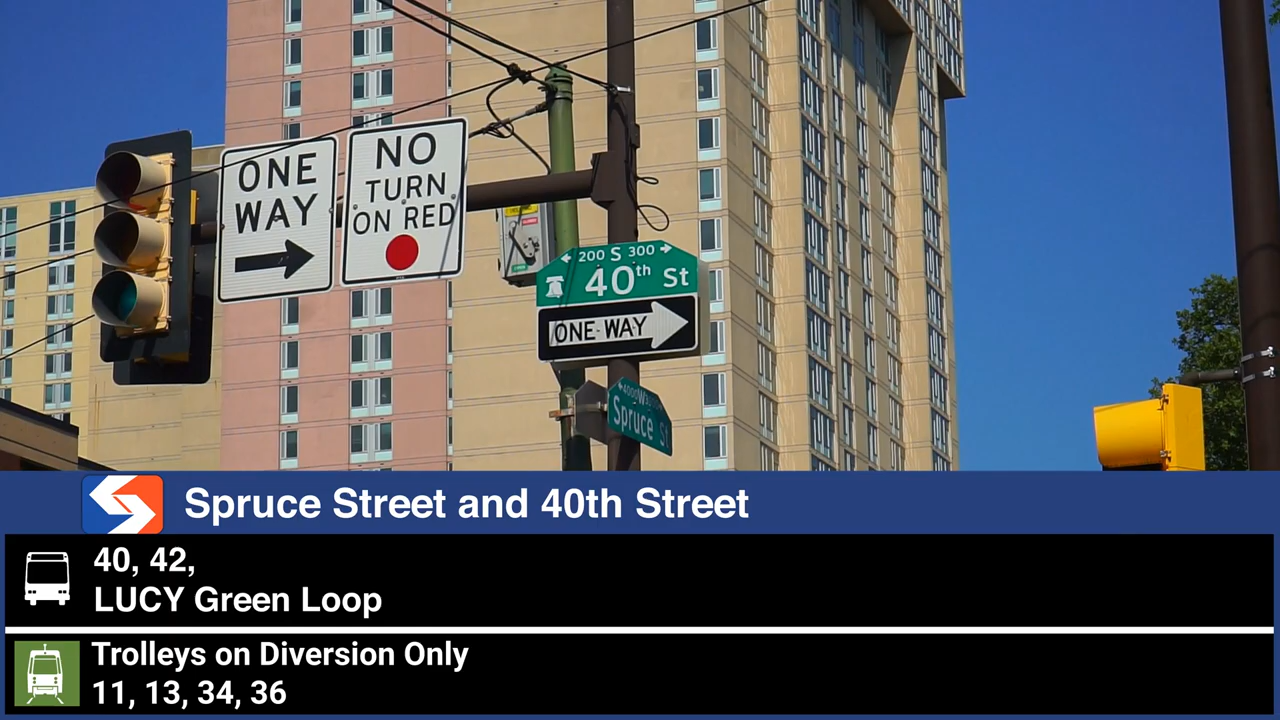 ONE
WAY
NO
TURN
ON RED
200 S 300
40th St
ONE WAY
Spruce St
Spruce Street and 40th Street
40, 42,
LUCY Green Loop
Trolleys on Diversion Only
11, 13, 34, 36